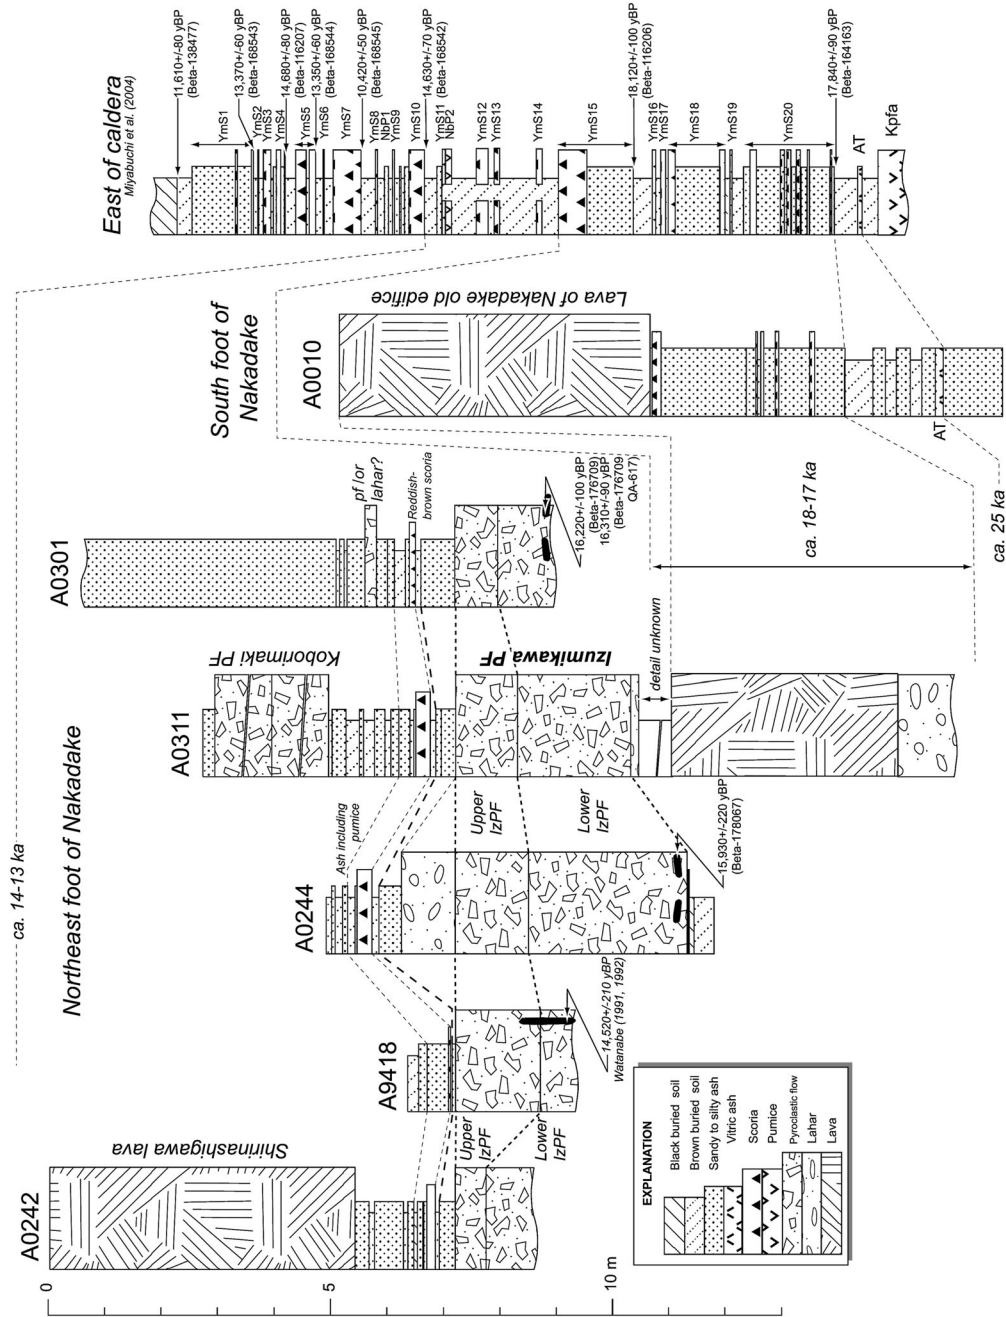 Northeast foot of Nakadake
South foot of
Nakadake
East of caldera
Miyabuchi et al. (2004)
0
5
10 m
A0242
Shirinashigawa lava
Upper
IzPF
Lower
IzPF
A9418
14,520+/-210 yBP
Watanabe (1991, 1992)
A0244
Ash including
pumice
15,930+/-220 yBP
(Beta-178067)
Upper
IzPF
Lower
IzPF
A0311
Koborimaki PF
Izumikawa PF
detail unknown
A0301
pf lor
lahar?
Reddish-
brown scoria
16,220+/-100 yBP
(Beta-176709)
16,310+/-90 yBP
(Beta-176709
QA-617)
ca. 14-13 ka
ca. 18-17 ka
ca. 25 ka
A0010
Lava of Nakadake old edifice
AT
11,610+/-80 yBP
(Beta-138477)
YmS1
13,370+/-60 yBP
(Beta-168543)
YmS2
YmS3
YmS4
14,680+/-80 yBP
(Beta-116207)
YmS5
13,350+/-60 yBP
(Beta-168544)
YmS6
YmS7
10,420+/-50 yBP
(Beta-168545)
YmS8
NbP1
YmS9
YmS10
14,630+/-70 yBP
(Beta-168542)
YmS11
NbP2
YmS12
YmS13
YmS14
YmS15
18,120+/-100 yBP
(Beta-116206)
YmS16
YmS17
YmS18
YmS19
YmS20
17,840+/-90 yBP
(Beta-164163)
AT
Kpfa
EXPLANATION
Black buried soil
Brown buried soil
Sandy to silty ash
Vitric ash
Scoria
Pumice
Pyroclastic flow
Lahar
Lava